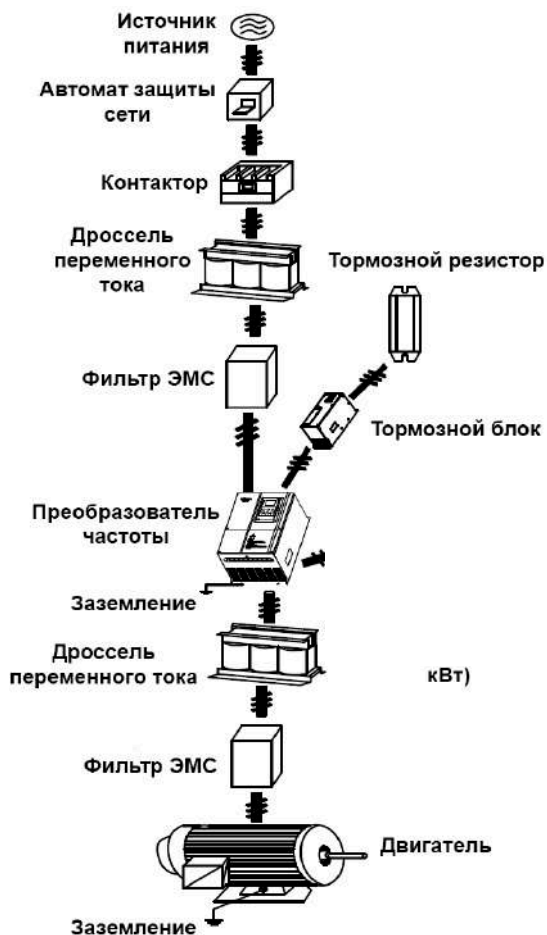 Источник
питания
Автомат защиты
сети
Контактор
Дроссель
переменного
тока
Тормозной резистор
Фильтр ЭМС
Тормозной блок
Преобразователь
частоты
Заземление
Дроссель
переменного тока
кВт)
Фильтр ЭМС
Двигатель
Заземление